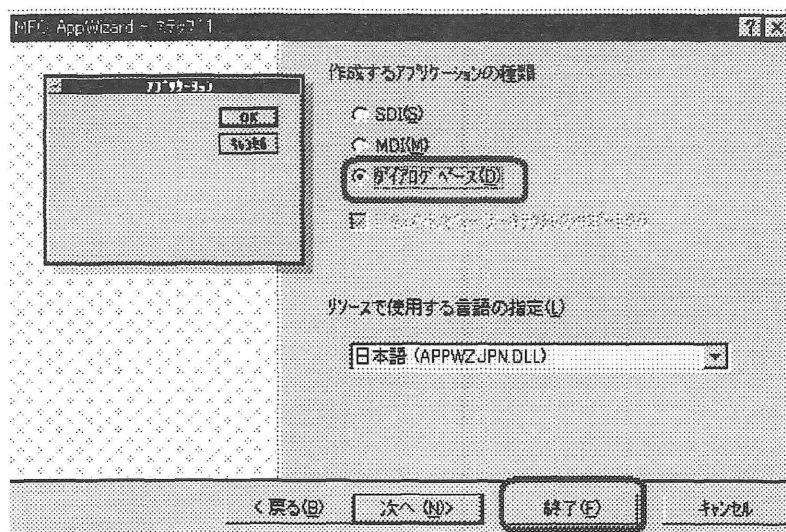 MFC AppWizard - ステップ 1
アプリケーション
OK
キャンセル
作成するアプリケーションの種類
SDI(S)
MDI(M)
ダイアログ ベース(D)
リソースで使用する言語の指定(L)
日本語 (APPWZJPN.DLL)
< 戻る(B)
次へ (N)>
終了(F)
キャンセル